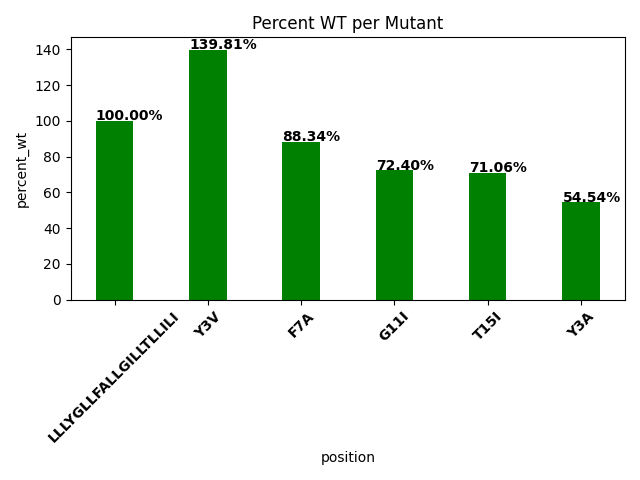 Percent WT per Mutant
percent_wt
140
120
100
80
60
40
20
0
100.00%
139.81%
88.34%
72.40%
71.06%
54.54%
LLLYGLLFALLGILLTLLILI
Y3V
F7A
G11I
T15I
Y3A
position